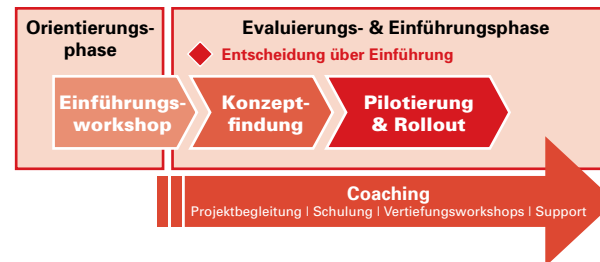 Orientierungs-
phase
Evaluierungs- & Einführungsphase
Entscheidung über Einführung
Einführungs-
workshop
Konzept-
findung
Pilotierung
& Rollout
Coaching
Projektbegleitung | Schulung | Vertiefungsworkshops | Support